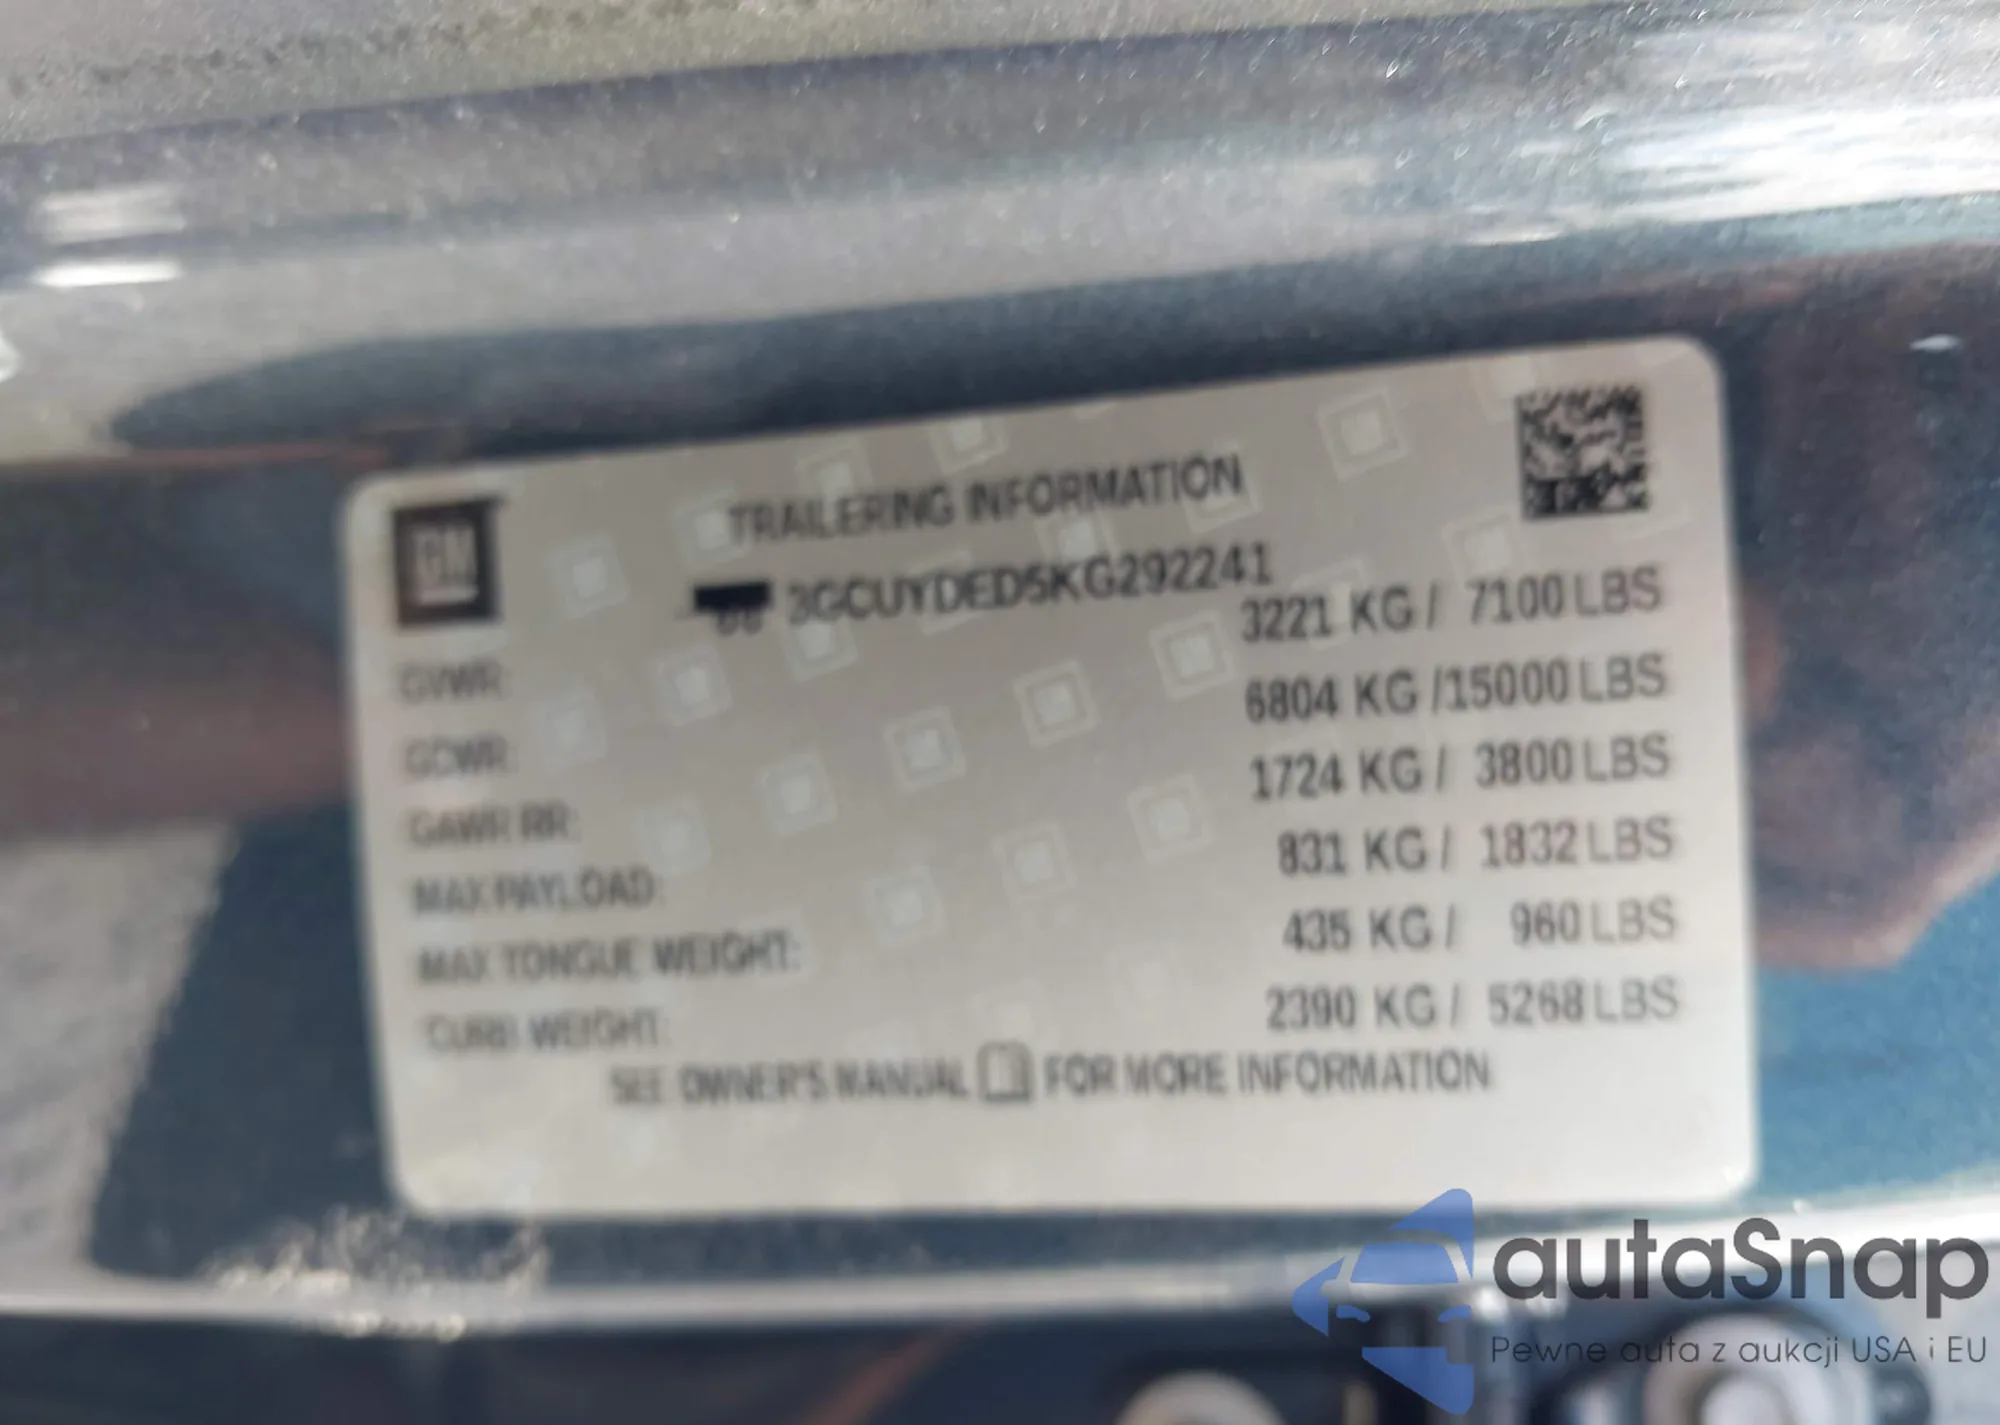 GM
TRAILERING INFORMATION
3GCUYDED5KG292241
GVWR: 3221 KG / 7100 LBS
GCWR: 6804 KG /15000 LBS
GAWR RR: 1724 KG / 3800 LBS
MAX PAYLOAD: 831 KG / 1832 LBS
MAX TONGUE WEIGHT: 435 KG / 960 LBS
CURB WEIGHT: 2390 KG / 5268 LBS
SEE OWNER'S MANUAL FOR MORE INFORMATION
autaSnap
Pewne auta z aukcji USA i EU